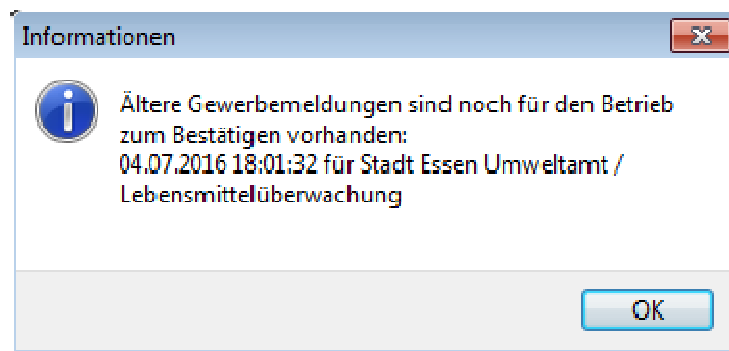 Informationen
Ältere Gewerbemeldungen sind noch für den Betrieb
zum Bestätigen vorhanden:
04.07.2016 18:01:32 für Stadt Essen Umweltamt /
Lebensmittelüberwachung
OK